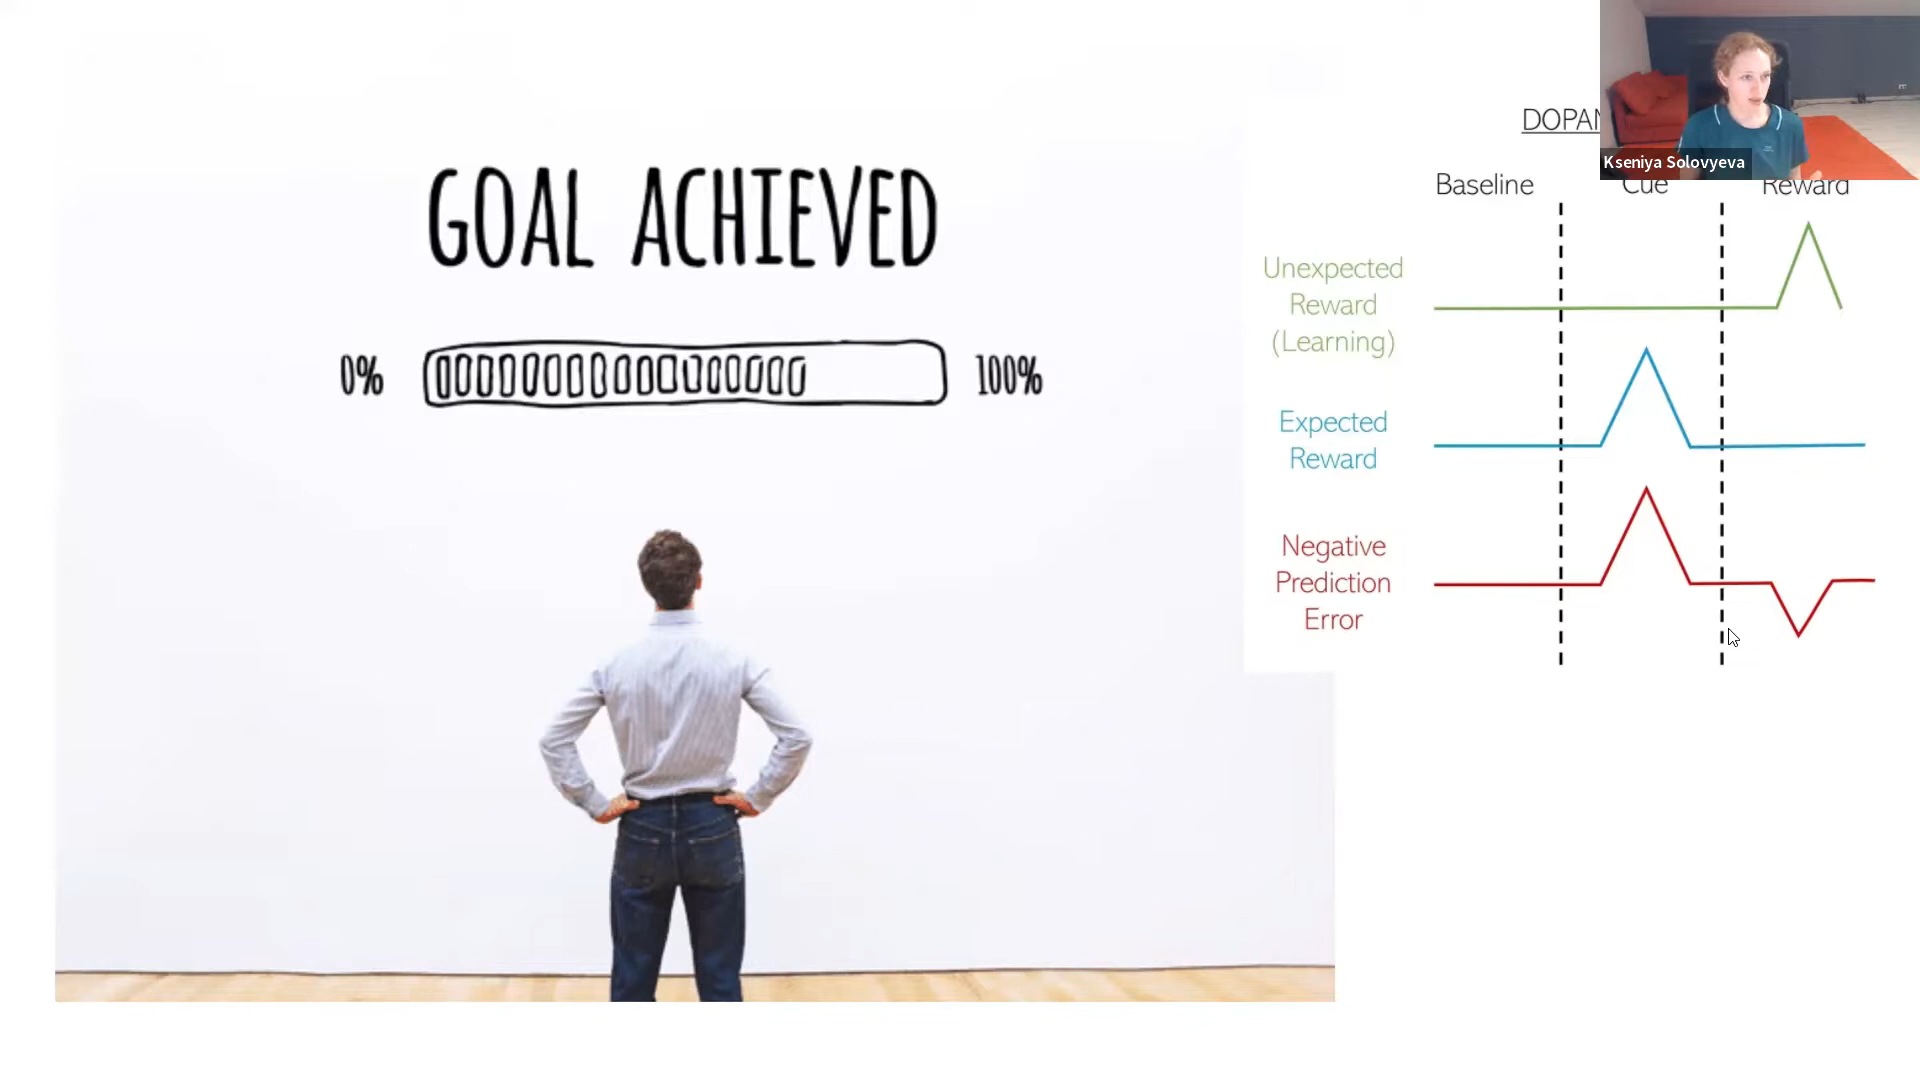 GOAL ACHIEVED
0% 100%
Kseniya Solovyeva
Baseline Cue Reward
Unexpected
Reward
(Learning)
Expected
Reward
Negative
Prediction
Error